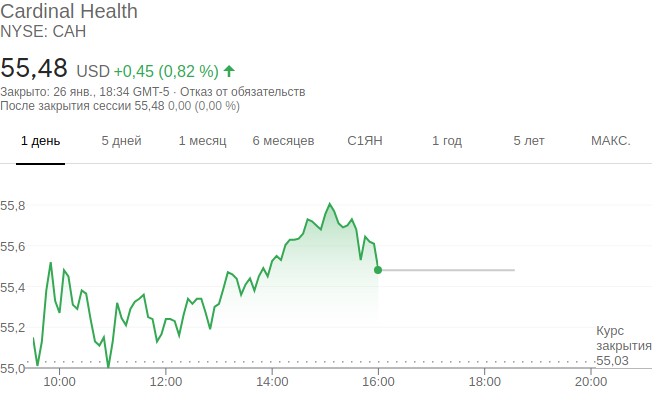 Cardinal Health
NYSE: CAH
55,48 USD +0,45 (0,82 %)
Закрыто: 26 янв., 18:34 GMT-5 · Отказ от обязательств
После закрытия сессии 55,48 0,00 (0,00 %)
1 день 5 дней 1 месяц 6 месяцев С1ЯН 1 год 5 лет МАКС.
55,8
55,6
55,4
55,2
Курс
закрытия
55,03
55,0
10:00 12:00 14:00 16:00 18:00 20:00